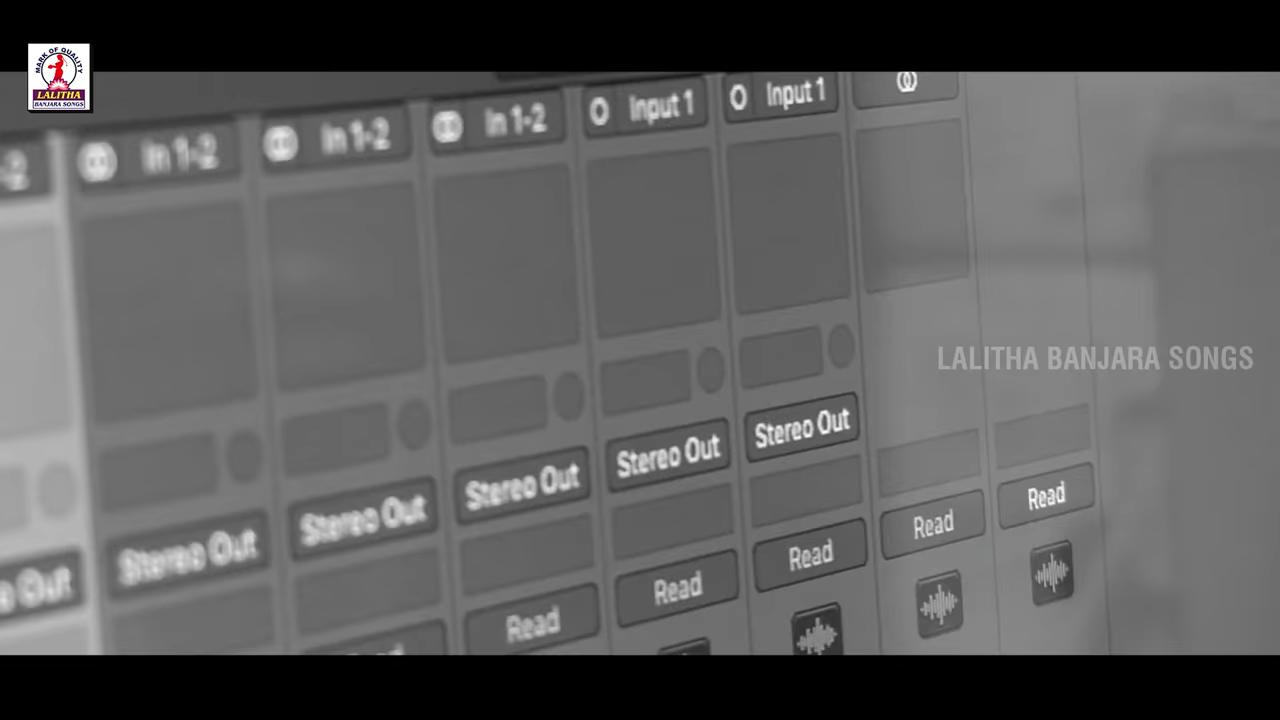 MARK OF QUALITY
LALITHA
BANJARA SONGS
In 1-2
In 1-2
In 1-2
Input 1
Input 1
LALITHA BANJARA SONGS
Stereo Out
Stereo Out
Stereo Out
Stereo Out
Stereo Out
Read
Read
Read
Read
Read